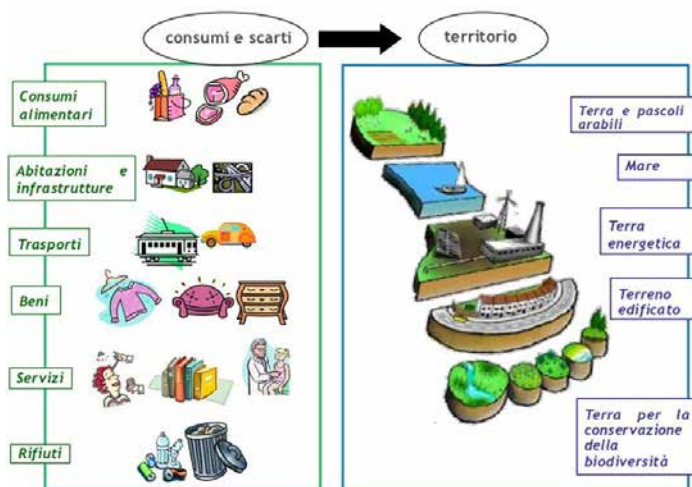 consumi e scarti
territorio
Consumi
alimentari
Abitazioni e
infrastrutture
Trasporti
Beni
Servizi
Rifiuti
Terra e pascoli
arabili
Mare
Terra
energetica
Terreno
edificato
Terra per la
conservazione
della
biodiversità